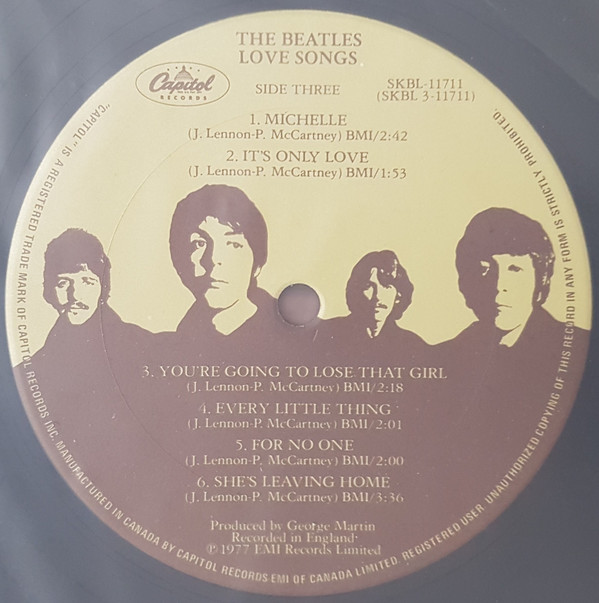 THE BEATLES
LOVE SONGS
Capitol
RECORDS
SIDE THREE
SKBL-11711
(SKBL 3-11711)
1. MICHELLE
(J. Lennon-P. McCartney) BMI/2:42
2. IT'S ONLY LOVE
(J. Lennon-P. McCartney) BMI/1:53
3. YOU'RE GOING TO LOSE THAT GIRL
(J. Lennon-P. McCartney) BMI/2:18
4. EVERY LITTLE THING
(J. Lennon-P. McCartney) BMI/2:01
5. FOR NO ONE
(J. Lennon-P. McCartney) BMI/2:00
6. SHE'S LEAVING HOME
(J. Lennon-P. McCartney) BMI/3:36
Produced by George Martin
Recorded in England
℗ 1977 EMI Records Limited
"CAPITOL" IS A REGISTERED TRADE MARK OF CAPITOL RECORDS INC. MANUFACTURED IN CANADA BY CAPITOL RECORDS-EMI OF CANADA LIMITED. REGISTERED USER. UNAUTHORIZED COPYING OF THIS RECORD IN ANY FORM IS STRICTLY PROHIBITED.